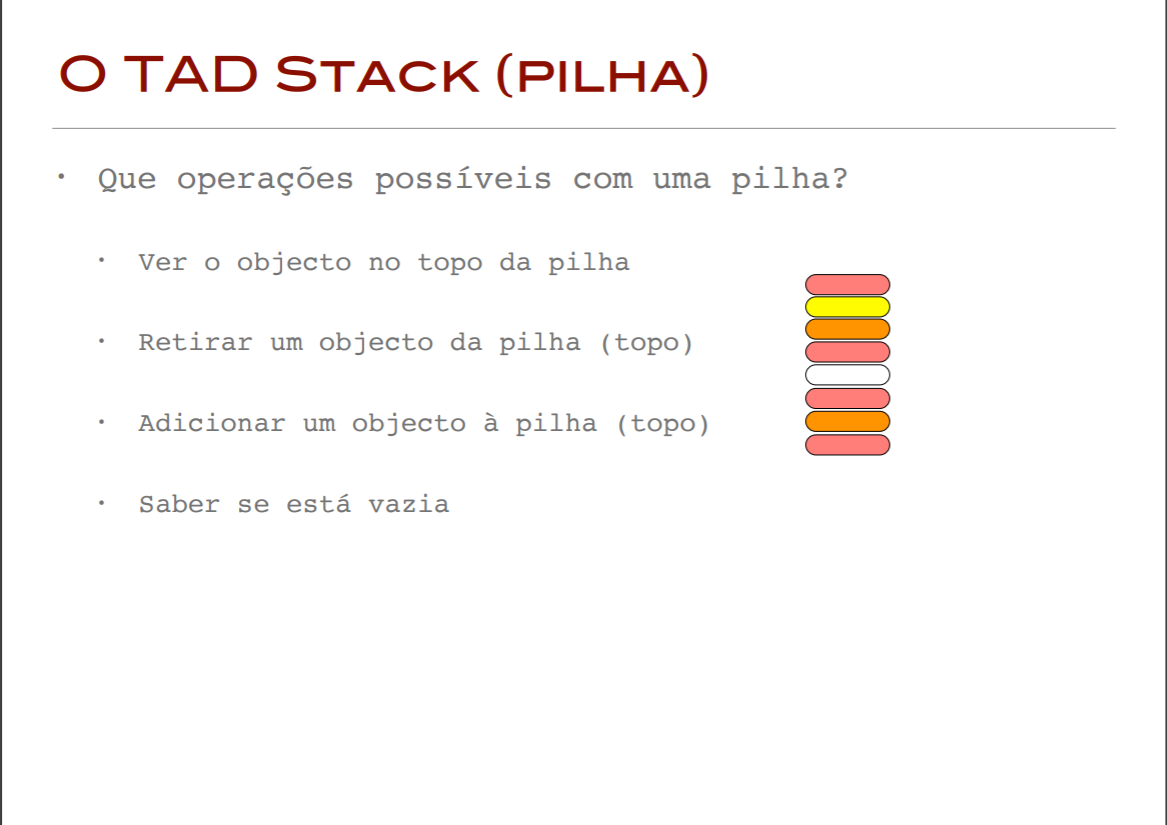 O TAD Stack (pilha)
• Que operações possíveis com uma pilha?
• Ver o objecto no topo da pilha
• Retirar um objecto da pilha (topo)
• Adicionar um objecto à pilha (topo)
• Saber se está vazia